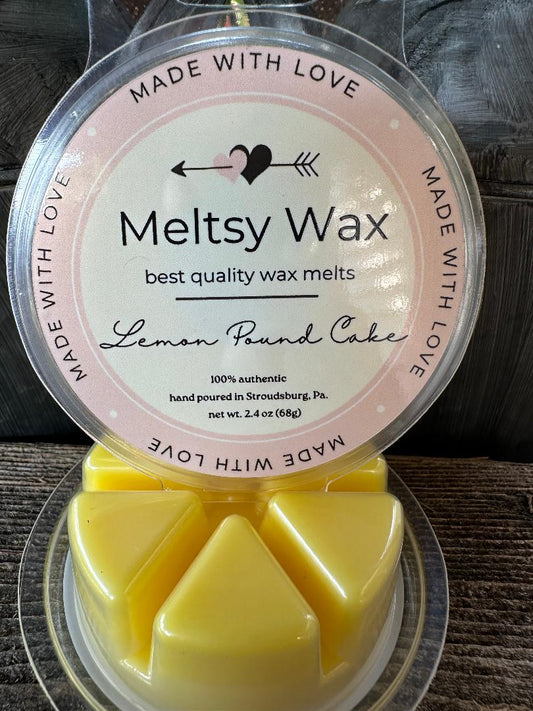 MADE WITH LOVE
MADE WITH LOVE
MADE WITH LOVE
Meltsy Wax
best quality wax melts
Lemon Pound Cake
100% authentic
hand poured in Stroudsburg, Pa.
net wt. 2.4 oz (68g)
MADE WITH LOVE